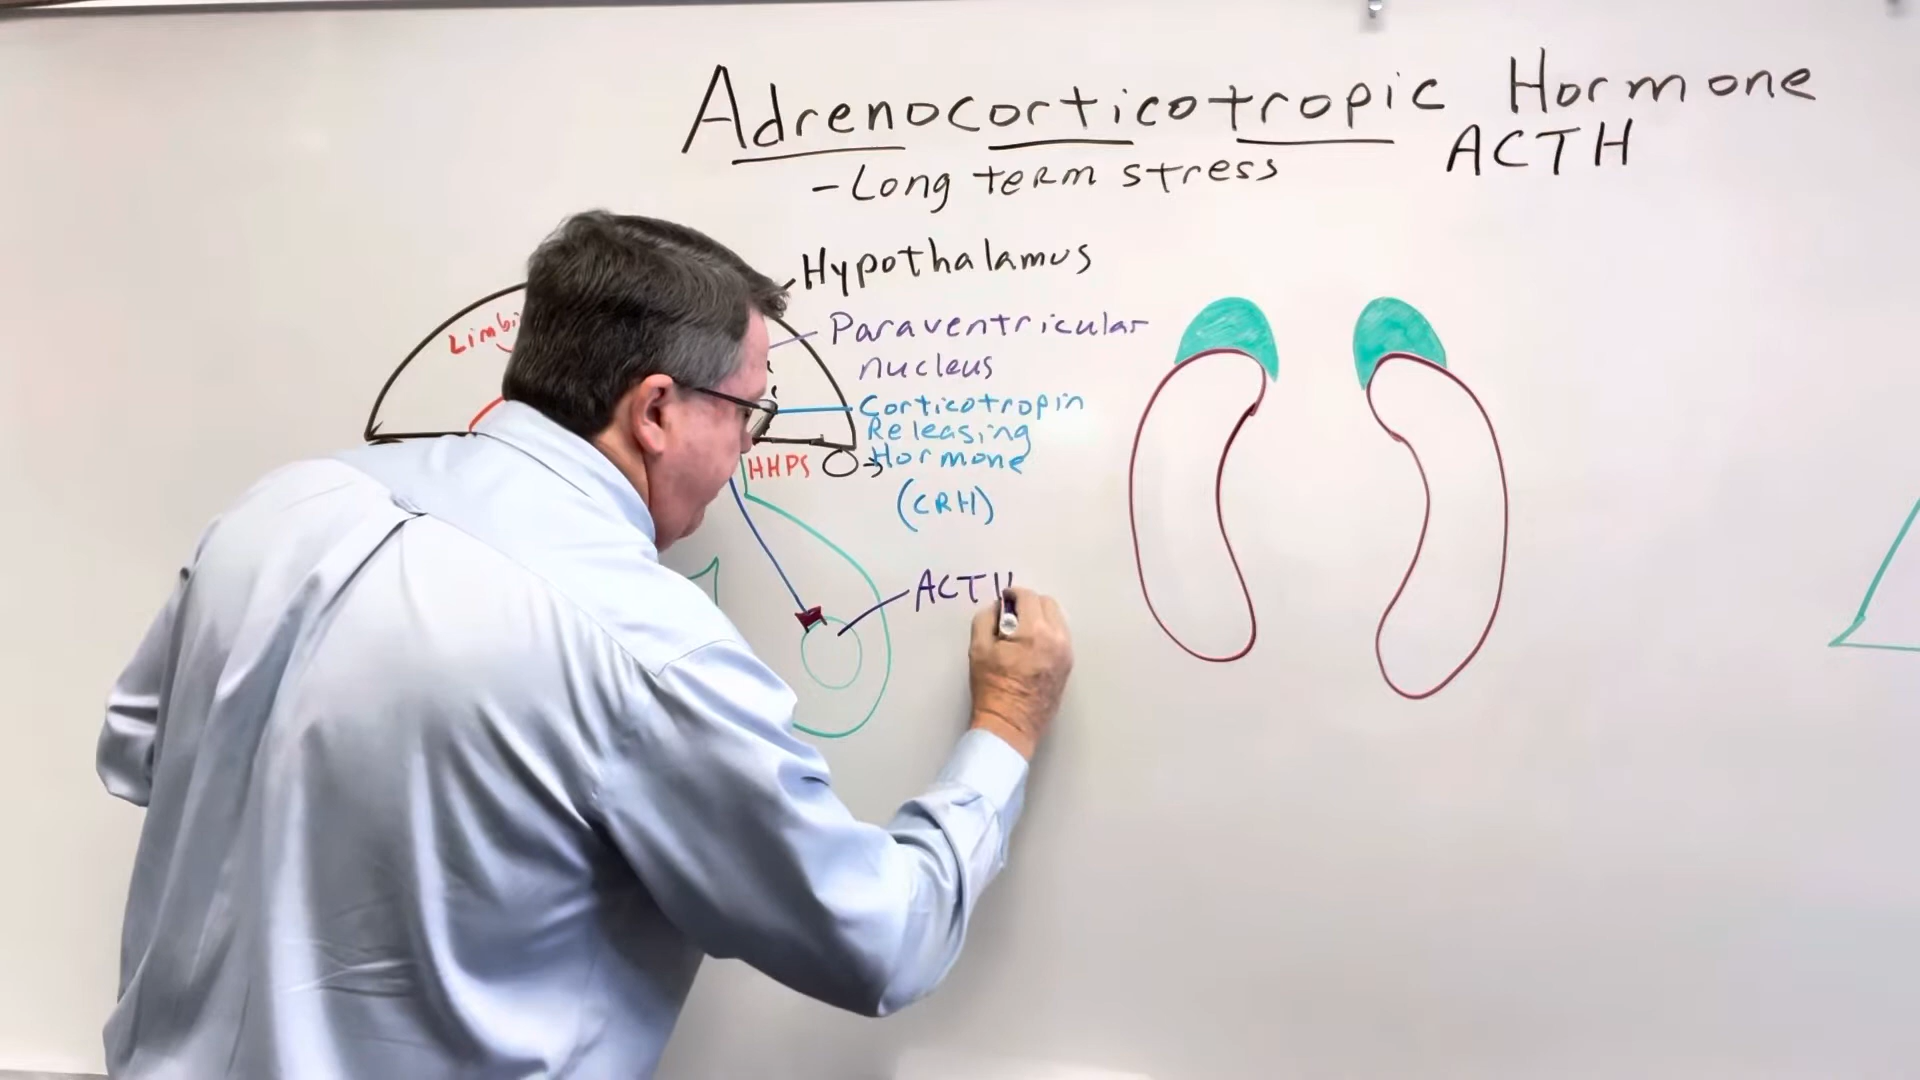 Adrenocorticotropic Hormone
ACTH
-Long term stress
Hypothalamus
Limbi
Paraventricular
nucleus
Corticotropin
Releasing
Hormone
(CRH)
HHPS
ACTH